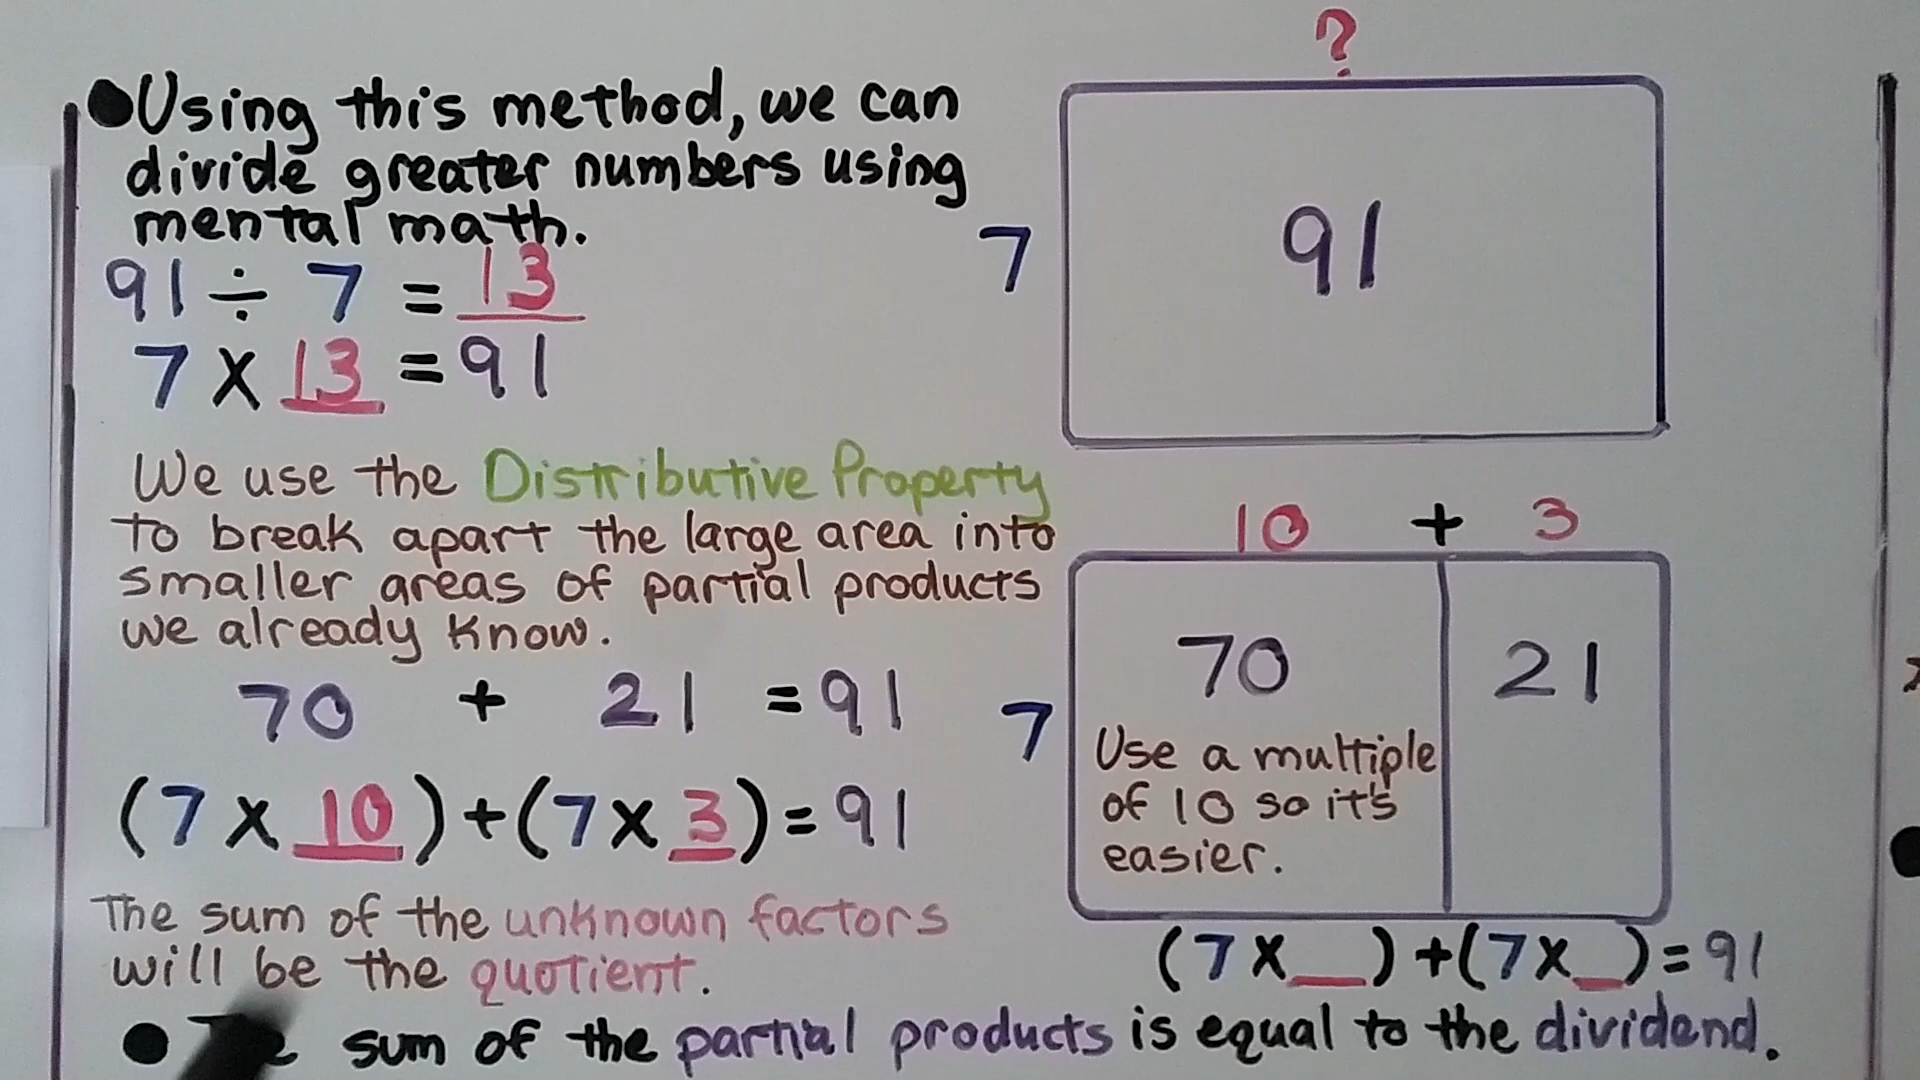 ● Using this method, we can
divide greater numbers using
mental math.
91 ÷ 7 = 13
7 x 13 = 91
We use the Distributive Property
to break apart the large area into
smaller areas of partial products
we already know.
70 + 21 = 91
(7 x 10) + (7 x 3) = 91
The sum of the unknown factors
will be the quotient.
?
7
91
10 + 3
7
70
21
Use a multiple
of 10 so it's
easier.
(7 x __) + (7 x _) = 91
● sum of the partial products is equal to the dividend.